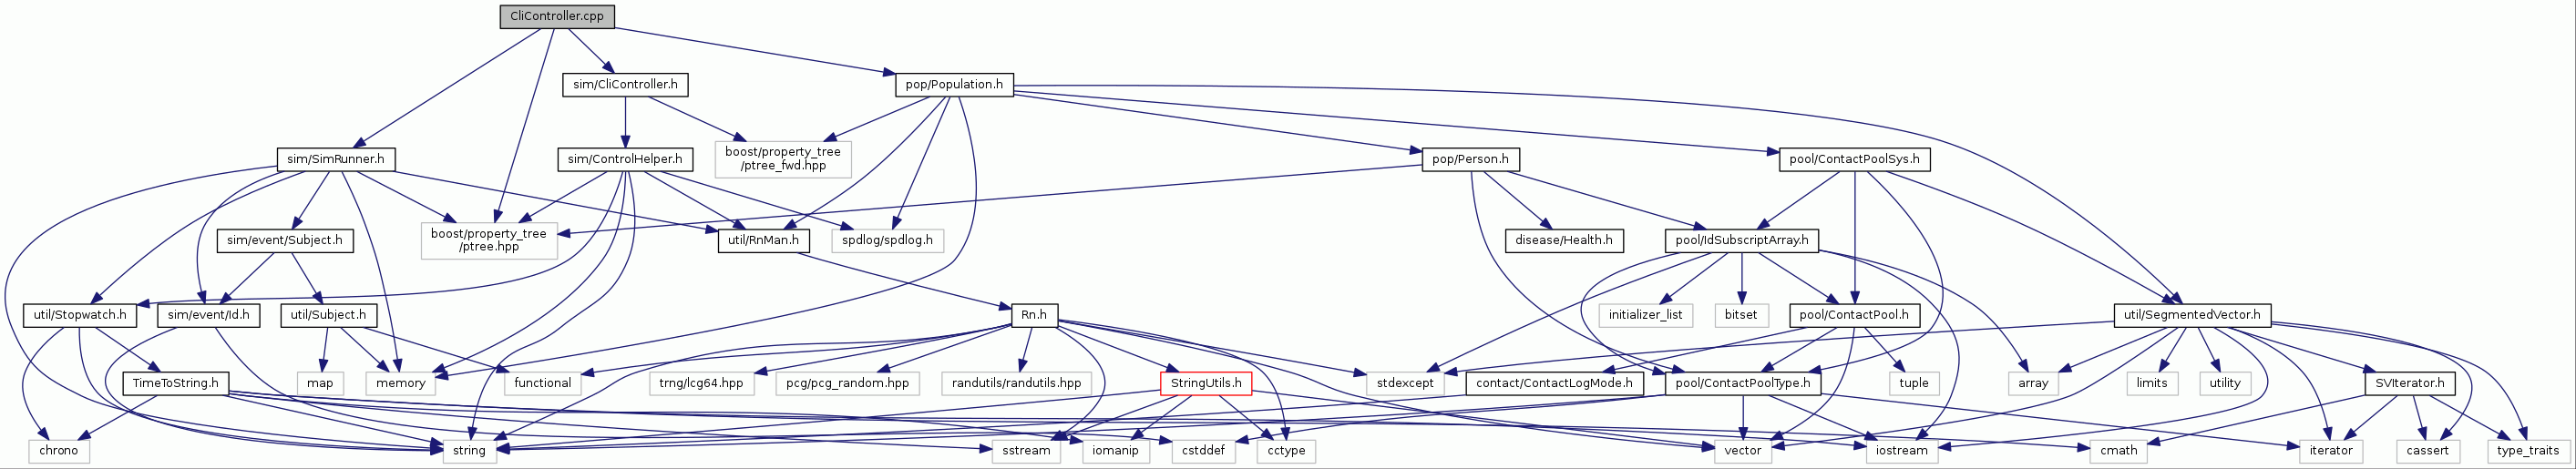 CliController.cpp
sim/CliController.h
pop/Population.h
sim/SimRunner.h
sim/ControlHelper.h
boost/property_tree
/ptree_fwd.hpp
pop/Person.h
pool/ContactPoolSys.h
sim/event/Subject.h
boost/property_tree
/ptree.hpp
util/RnMan.h
spdlog/spdlog.h
disease/Health.h
pool/IdSubscriptArray.h
util/Stopwatch.h
sim/event/Id.h
util/Subject.h
Rn.h
initializer_list
bitset
pool/ContactPool.h
util/SegmentedVector.h
TimeToString.h
map
memory
functional
trng/lcg64.hpp
pcg/pcg_random.hpp
randutils/randutils.hpp
StringUtils.h
stdexcept
contact/ContactLogMode.h
pool/ContactPoolType.h
tuple
array
limits
utility
SVIterator.h
chrono
string
sstream
iomanip
cstddef
cctype
vector
iostream
cmath
iterator
cassert
type_traits